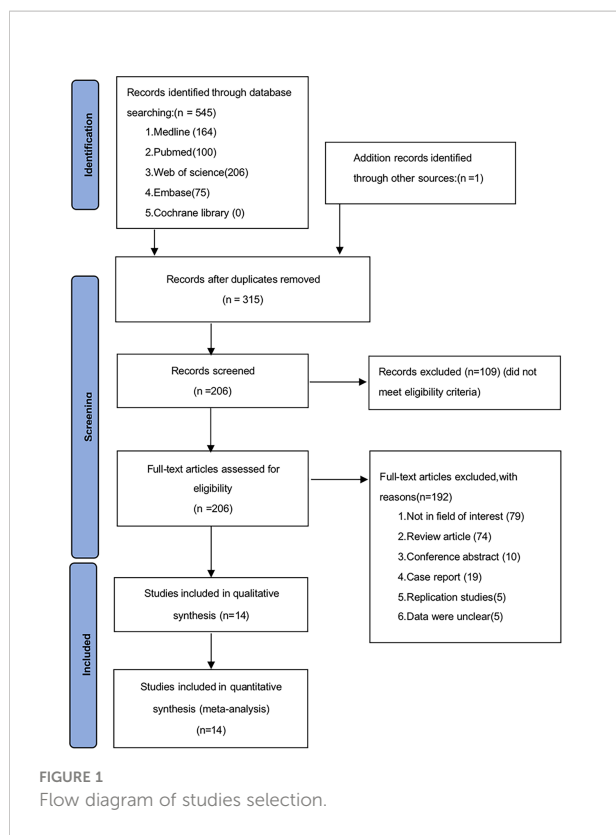 Identification
Records identified through database
searching:(n = 545)
1.Medline (164)
2.Pubmed(100)
3.Web of science(206)
4.Embase(75)
5.Cochrane library (0)
Addition records identified
through other sources:(n =1)
Screening
Records after duplicates removed
(n = 315)
Records screened
(n =206)
Records excluded (n=109) (did not
meet eligibility criteria)
Full-text articles assessed for
eligibility
(n =206)
Full-text articles excluded,with
reasons(n=192)
1.Not in field of interest (79)
2.Review article (74)
3.Conference abstract (10)
4.Case report (19)
5.Replication studies(5)
6.Data were unclear(5)
Included
Studies included in qualitative
synthesis (n=14)
Studies included in quantitative
synthesis (meta-analysis)
(n=14)
FIGURE 1
Flow diagram of studies selection.